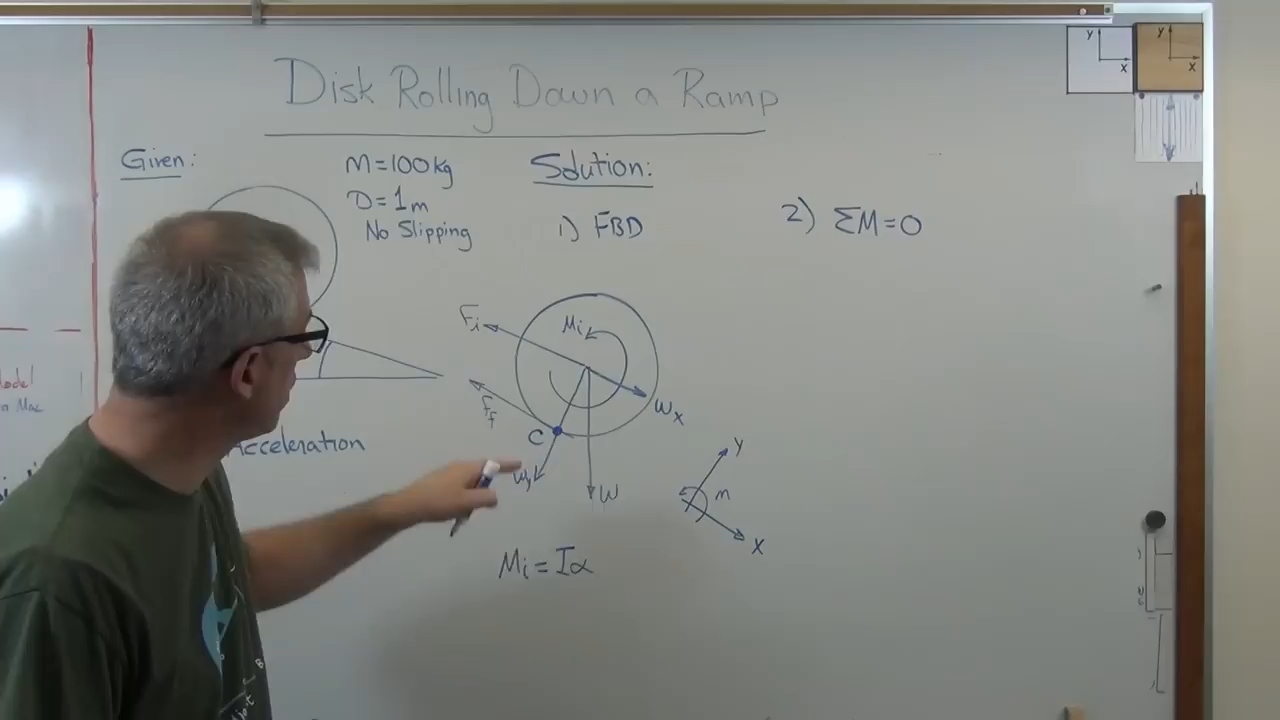 Disk Rolling Down a Ramp
Given:
M=100kg
D=1m
No Slipping
Acceleration
Solution:
1) FBD
Fi
Mi
Ff
C
Wx
Wy
W
Y
m
X
Mi=Iα
2) ΣM=0
Y
X
Y
X